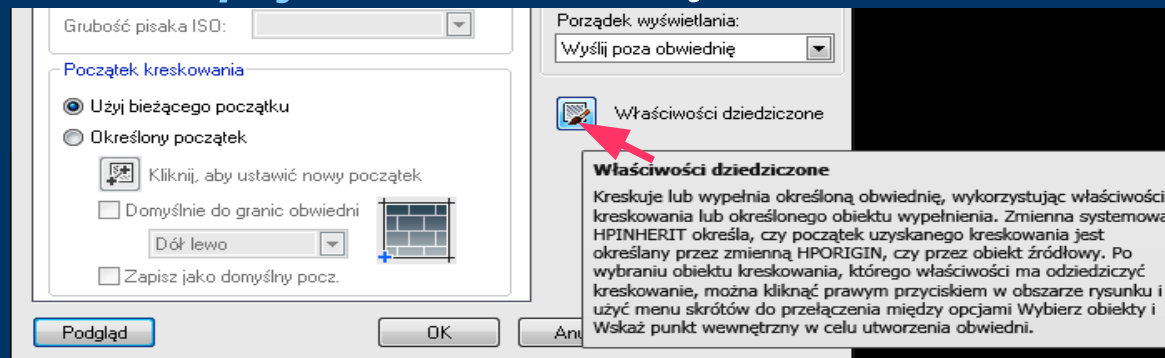 Grubość pisaka ISO:
Początek kreskowania
Użyj bieżącego początku
Określony początek
Kliknij, aby ustawić nowy początek
Domyślnie do granic obwiedni
Dół lewo
Zapisz jako domyślny pocz.
Podgląd
OK
Porządek wyświetlania:
Wyślij poza obwiednię
Właściwości dziedziczone
Właściwości dziedziczone
Kreskuje lub wypełnia określoną obwiednię, wykorzystując właściwości
kreskowania lub określonego obiektu wypełnienia. Zmienna systemowa
HPINHERIT określa, czy początek uzyskanego kreskowania jest
określany przez zmienną HPORIGIN, czy przez obiekt źródłowy. Po
wybraniu obiektu kreskowania, którego właściwości ma odziedziczyć
kreskowanie, można kliknąć prawym przyciskiem w obszarze rysunku i
użyć menu skrótów do przełączenia między opcjami Wybierz obiekty i
Wskaż punkt wewnętrzny w celu utworzenia obwiedni.